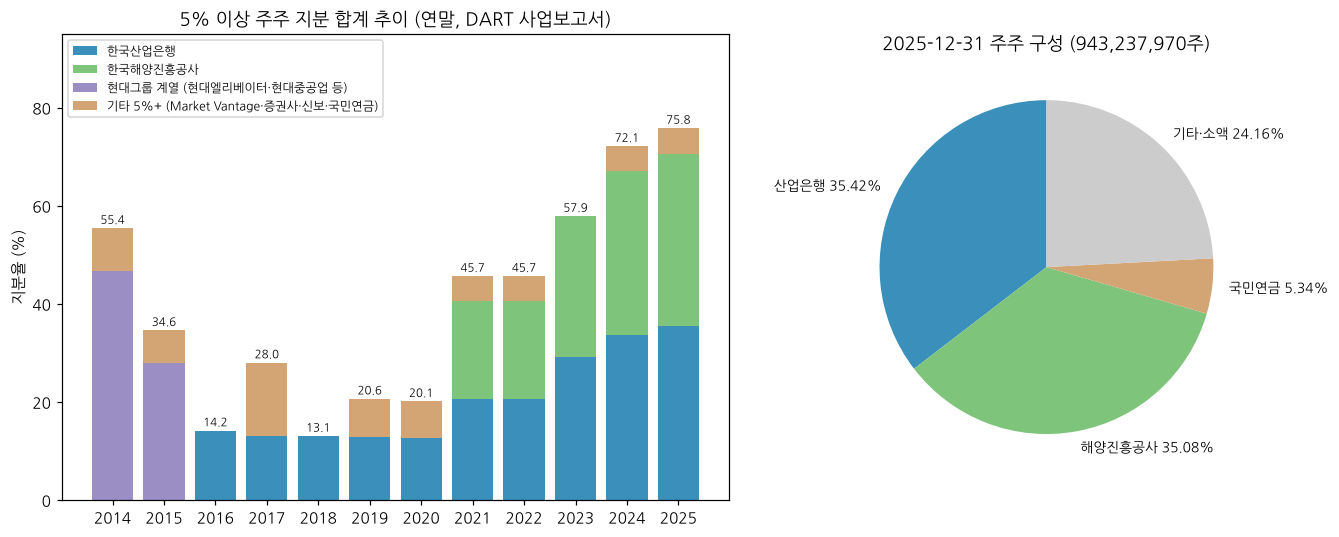 5% 이상 주주 지분 합계 추이 (연말, DART 사업보고서)
한국산업은행
한국해양진흥공사
현대그룹 계열 (현대엘리베이터·현대중공업 등)
기타 5%+ (Market Vantage·증권사·신보·국민연금)
지분율 (%)
80
60
40
20
0
55.4
34.6
14.2
28.0
13.1
20.6
20.1
45.7
45.7
57.9
72.1
75.8
2014 2015 2016 2017 2018 2019 2020 2021 2022 2023 2024 2025
2025-12-31 주주 구성 (943,237,970주)
기타·소액 24.16%
산업은행 35.42%
국민연금 5.34%
해양진흥공사 35.08%